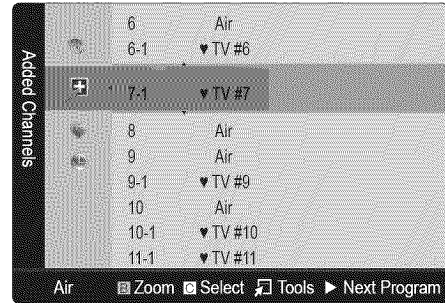 Added Channels
6 Air
6-1 ♥ TV #6
7-1 ♥ TV #7
8 Air
9 Air
9-1 ♥ TV #9
10 Air
10-1 ♥ TV #10
11-1 ♥ TV #11
Air Zoom C Select Tools ▶ Next Program